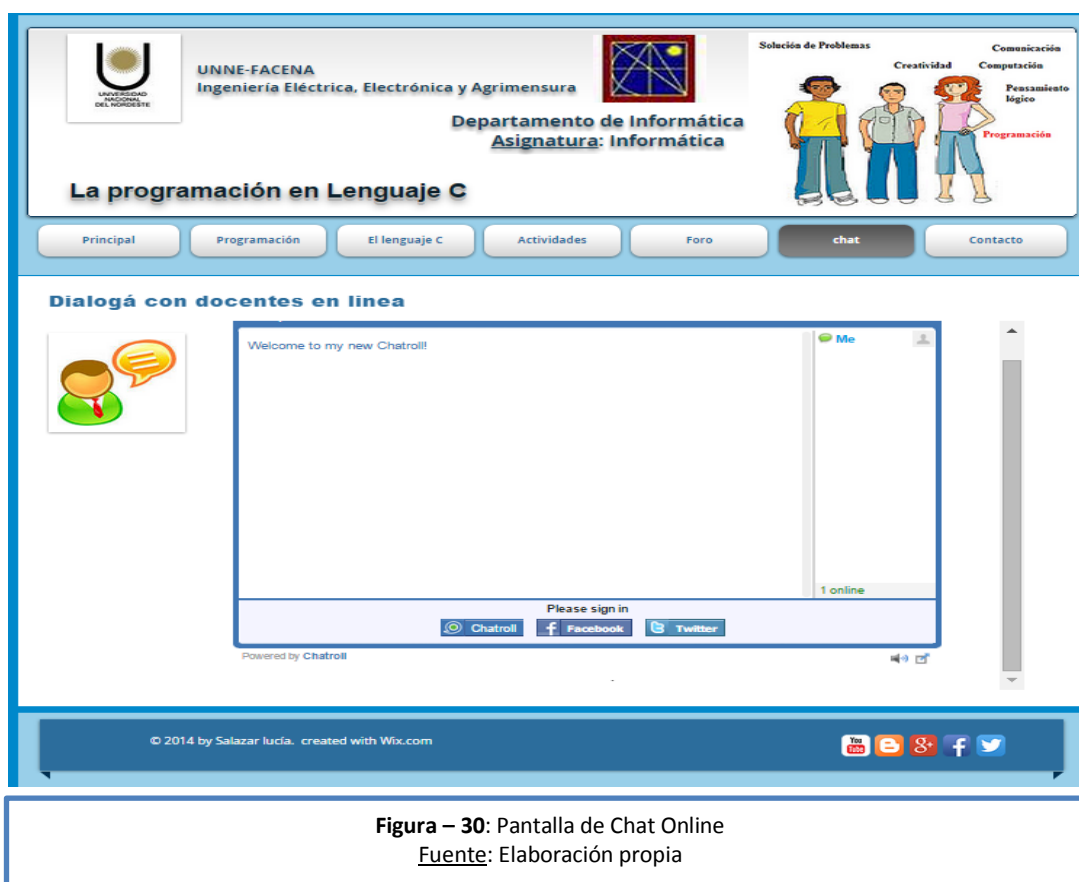 UNIVERSIDAD
NACIONAL
DEL NORDESTE
UNNE-FACENA
Ingeniería Eléctrica, Electrónica y Agrimensura
Departamento de Informática
Asignatura: Informática
La programación en Lenguaje C
Solución de Problemas
Comunicación
Creatividad
Computación
Pensamiento
lógico
Programación
Principal
Programación
El lenguaje C
Actividades
Foro
chat
Contacto
Dialogá con docentes en linea
Welcome to my new Chatroll!
Me
1 online
Please sign in
Chatroll
Facebook
Twitter
Powered by Chatroll
© 2014 by Salazar lucía. created with Wix.com
You
Tube
8+
f
Figura – 30: Pantalla de Chat Online
Fuente: Elaboración propia